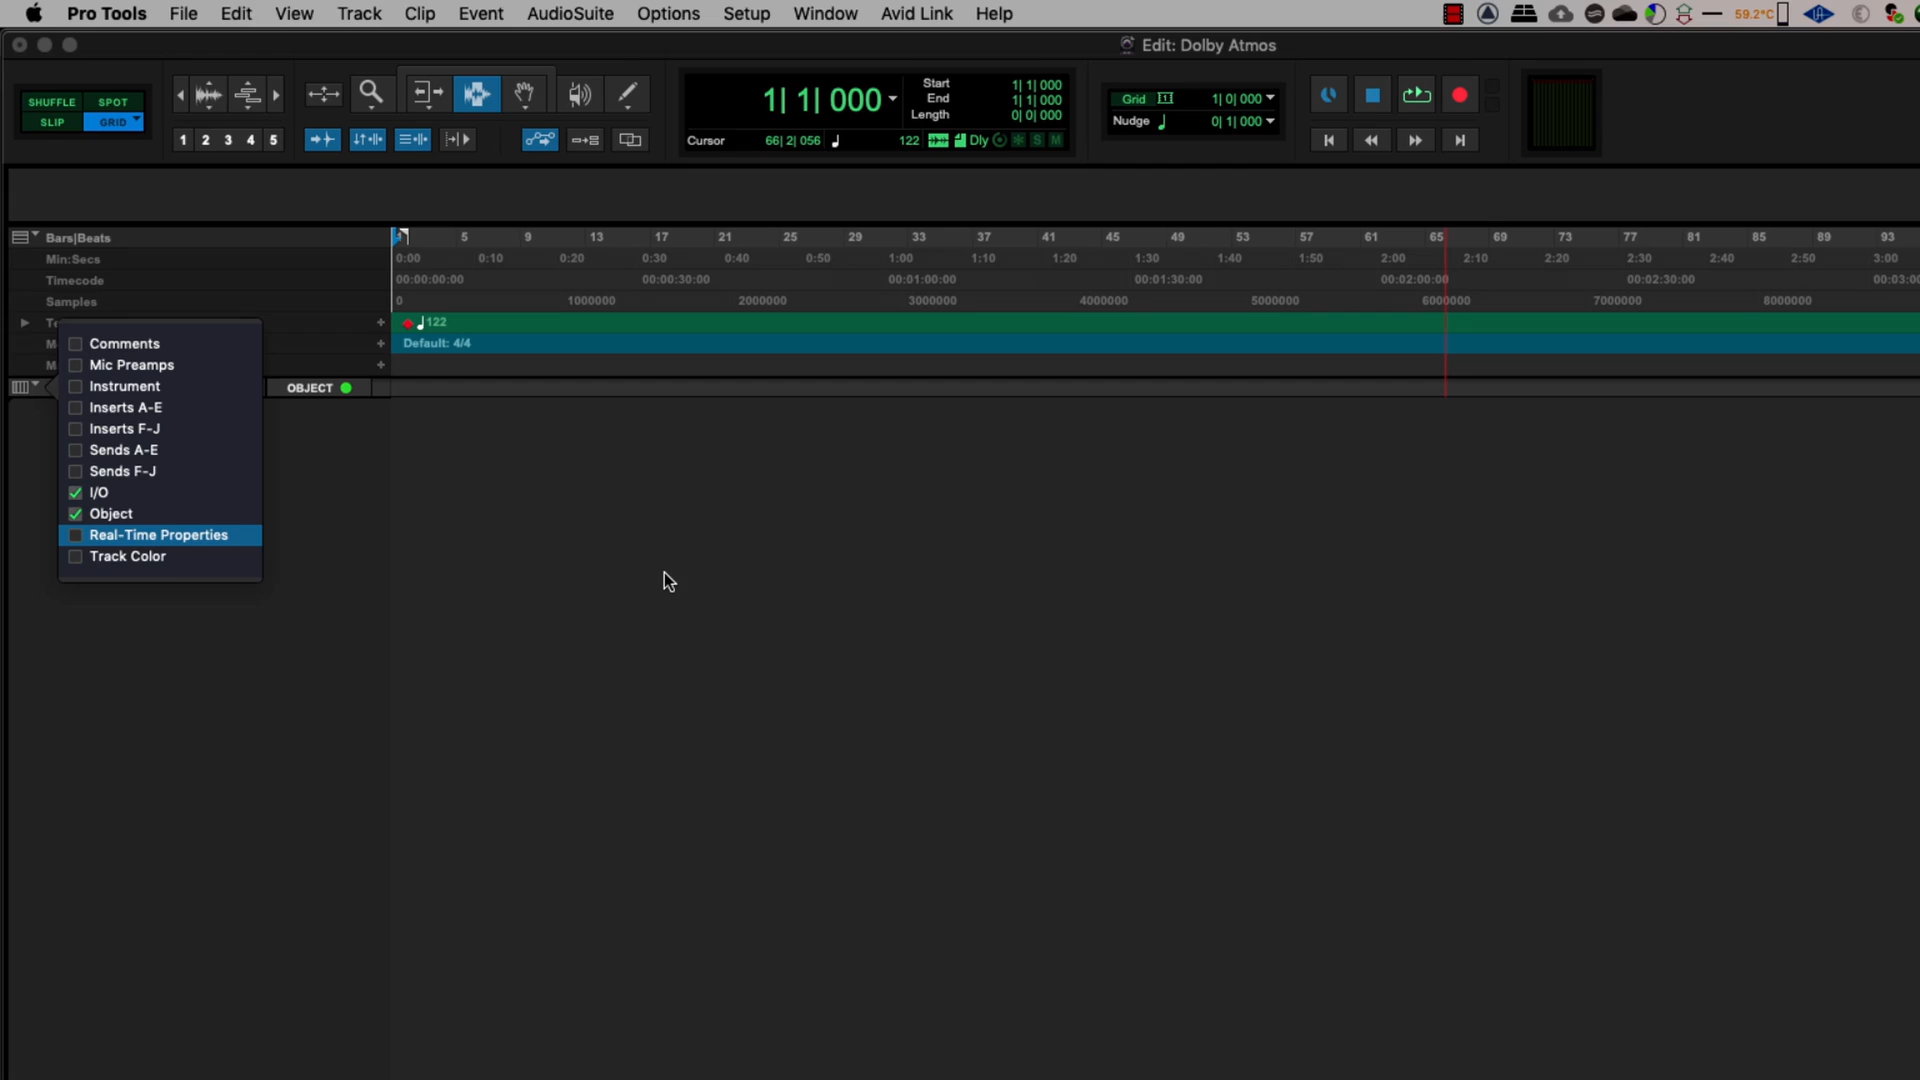 Pro Tools File Edit View Track Clip Event AudioSuite Options Setup Window Avid Link Help 59.2°C
Edit: Dolby Atmos
SHUFFLE SPOT
SLIP GRID
1 2 3 4 5
1| 1| 000
Start 1| 1| 000
End 1| 1| 000
Length 0| 0| 000
Cursor 66| 2| 056 122 Dly S M
Grid 1| 0| 000
Nudge 0| 1| 000
Bars|Beats 5 9 13 17 21 25 29 33 37 41 45 49 53 57 61 65 69 73 77 81 85 89 93
Min:Secs 0:00 0:10 0:20 0:30 0:40 0:50 1:00 1:10 1:20 1:30 1:40 1:50 2:00 2:10 2:20 2:30 2:40 2:50 3:00
Timecode 00:00:00:00 00:00:30:00 00:01:00:00 00:01:30:00 00:02:00:00 00:02:30:00
Samples 0 1000000 2000000 3000000 4000000 5000000 6000000 7000000 8000000
122
Default: 4/4
OBJECT
Comments
Mic Preamps
Instrument
Inserts A-E
Inserts F-J
Sends A-E
Sends F-J
I/O
Object
Real-Time Properties
Track Color